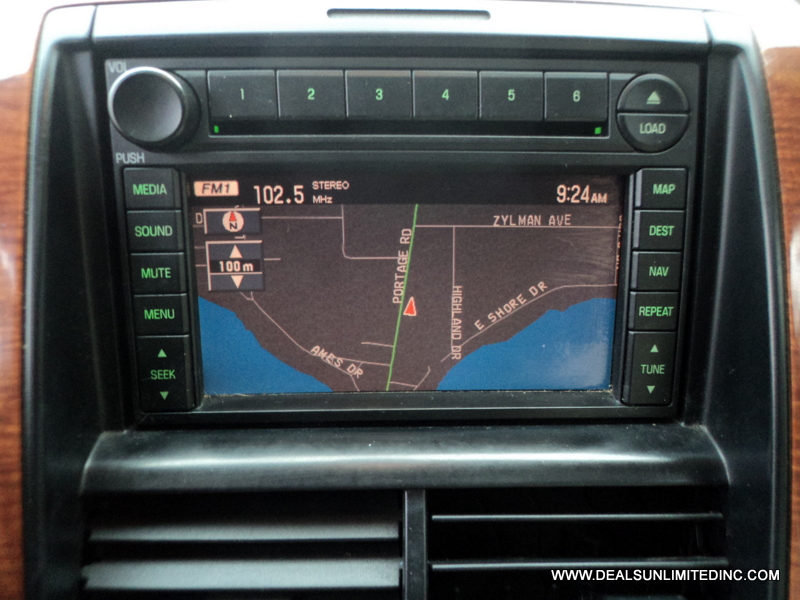 VOL
1 2 3 4 5 6
LOAD
PUSH
MEDIA
SOUND
MUTE
MENU
SEEK
FM1 102.5 STEREO MHz 9:24AM
D
N
100m
ZYLMAN AVE
PORTAGE RD
HIGHLAND DR
E SHORE DR
AMES DR
MAP
DEST
NAV
REPEAT
TUNE
WWW.DEALSUNLIMITEDINC.COM